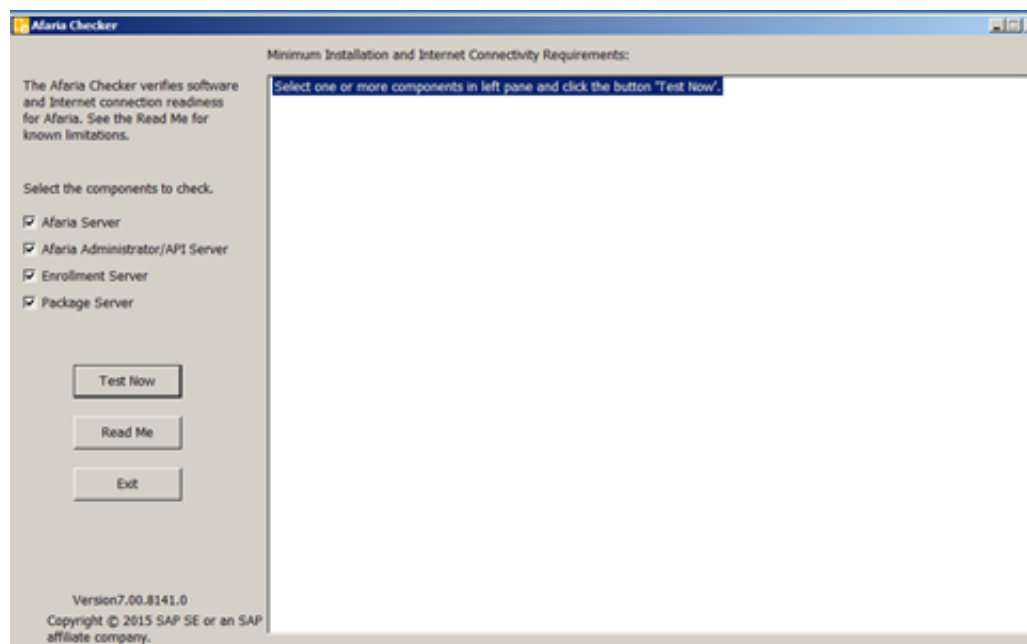 Afaria Checker
Minimum Installation and Internet Connectivity Requirements:
The Afaria Checker verifies software
and Internet connection readiness
for Afaria. See the Read Me for
known limitations.
Select the components to check.
Afaria Server
Afaria Administrator/API Server
Enrollment Server
Package Server
Test Now
Read Me
Exit
Version7.00.8141.0
Copyright © 2015 SAP SE or an SAP
affiliate company.
Select one or more components in left pane and click the button 'Test Now'.